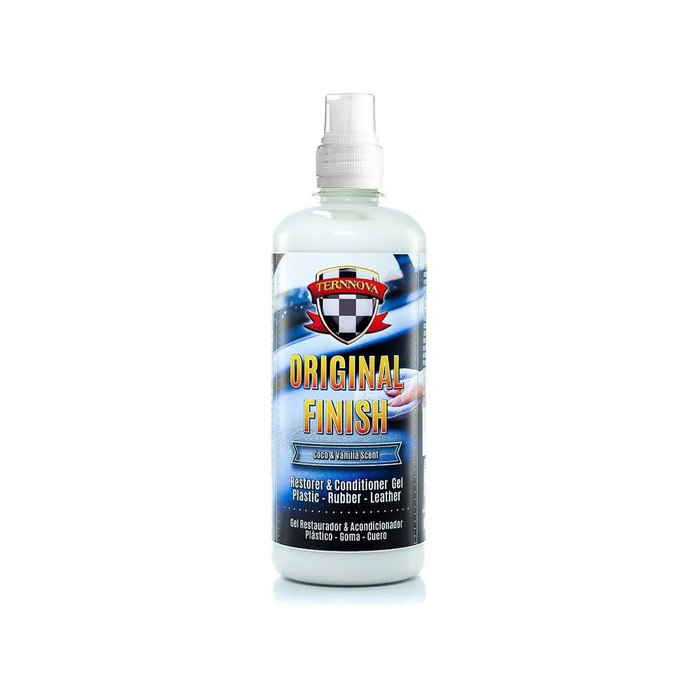 TERNNOVA
ORIGINAL
FINISH
Coco & Vanilla Scent
Restorer & Conditioner Gel
Plastic - Rubber - Leather
Gel Restaurador & Acondicionador
Plástico - Goma - Cuero